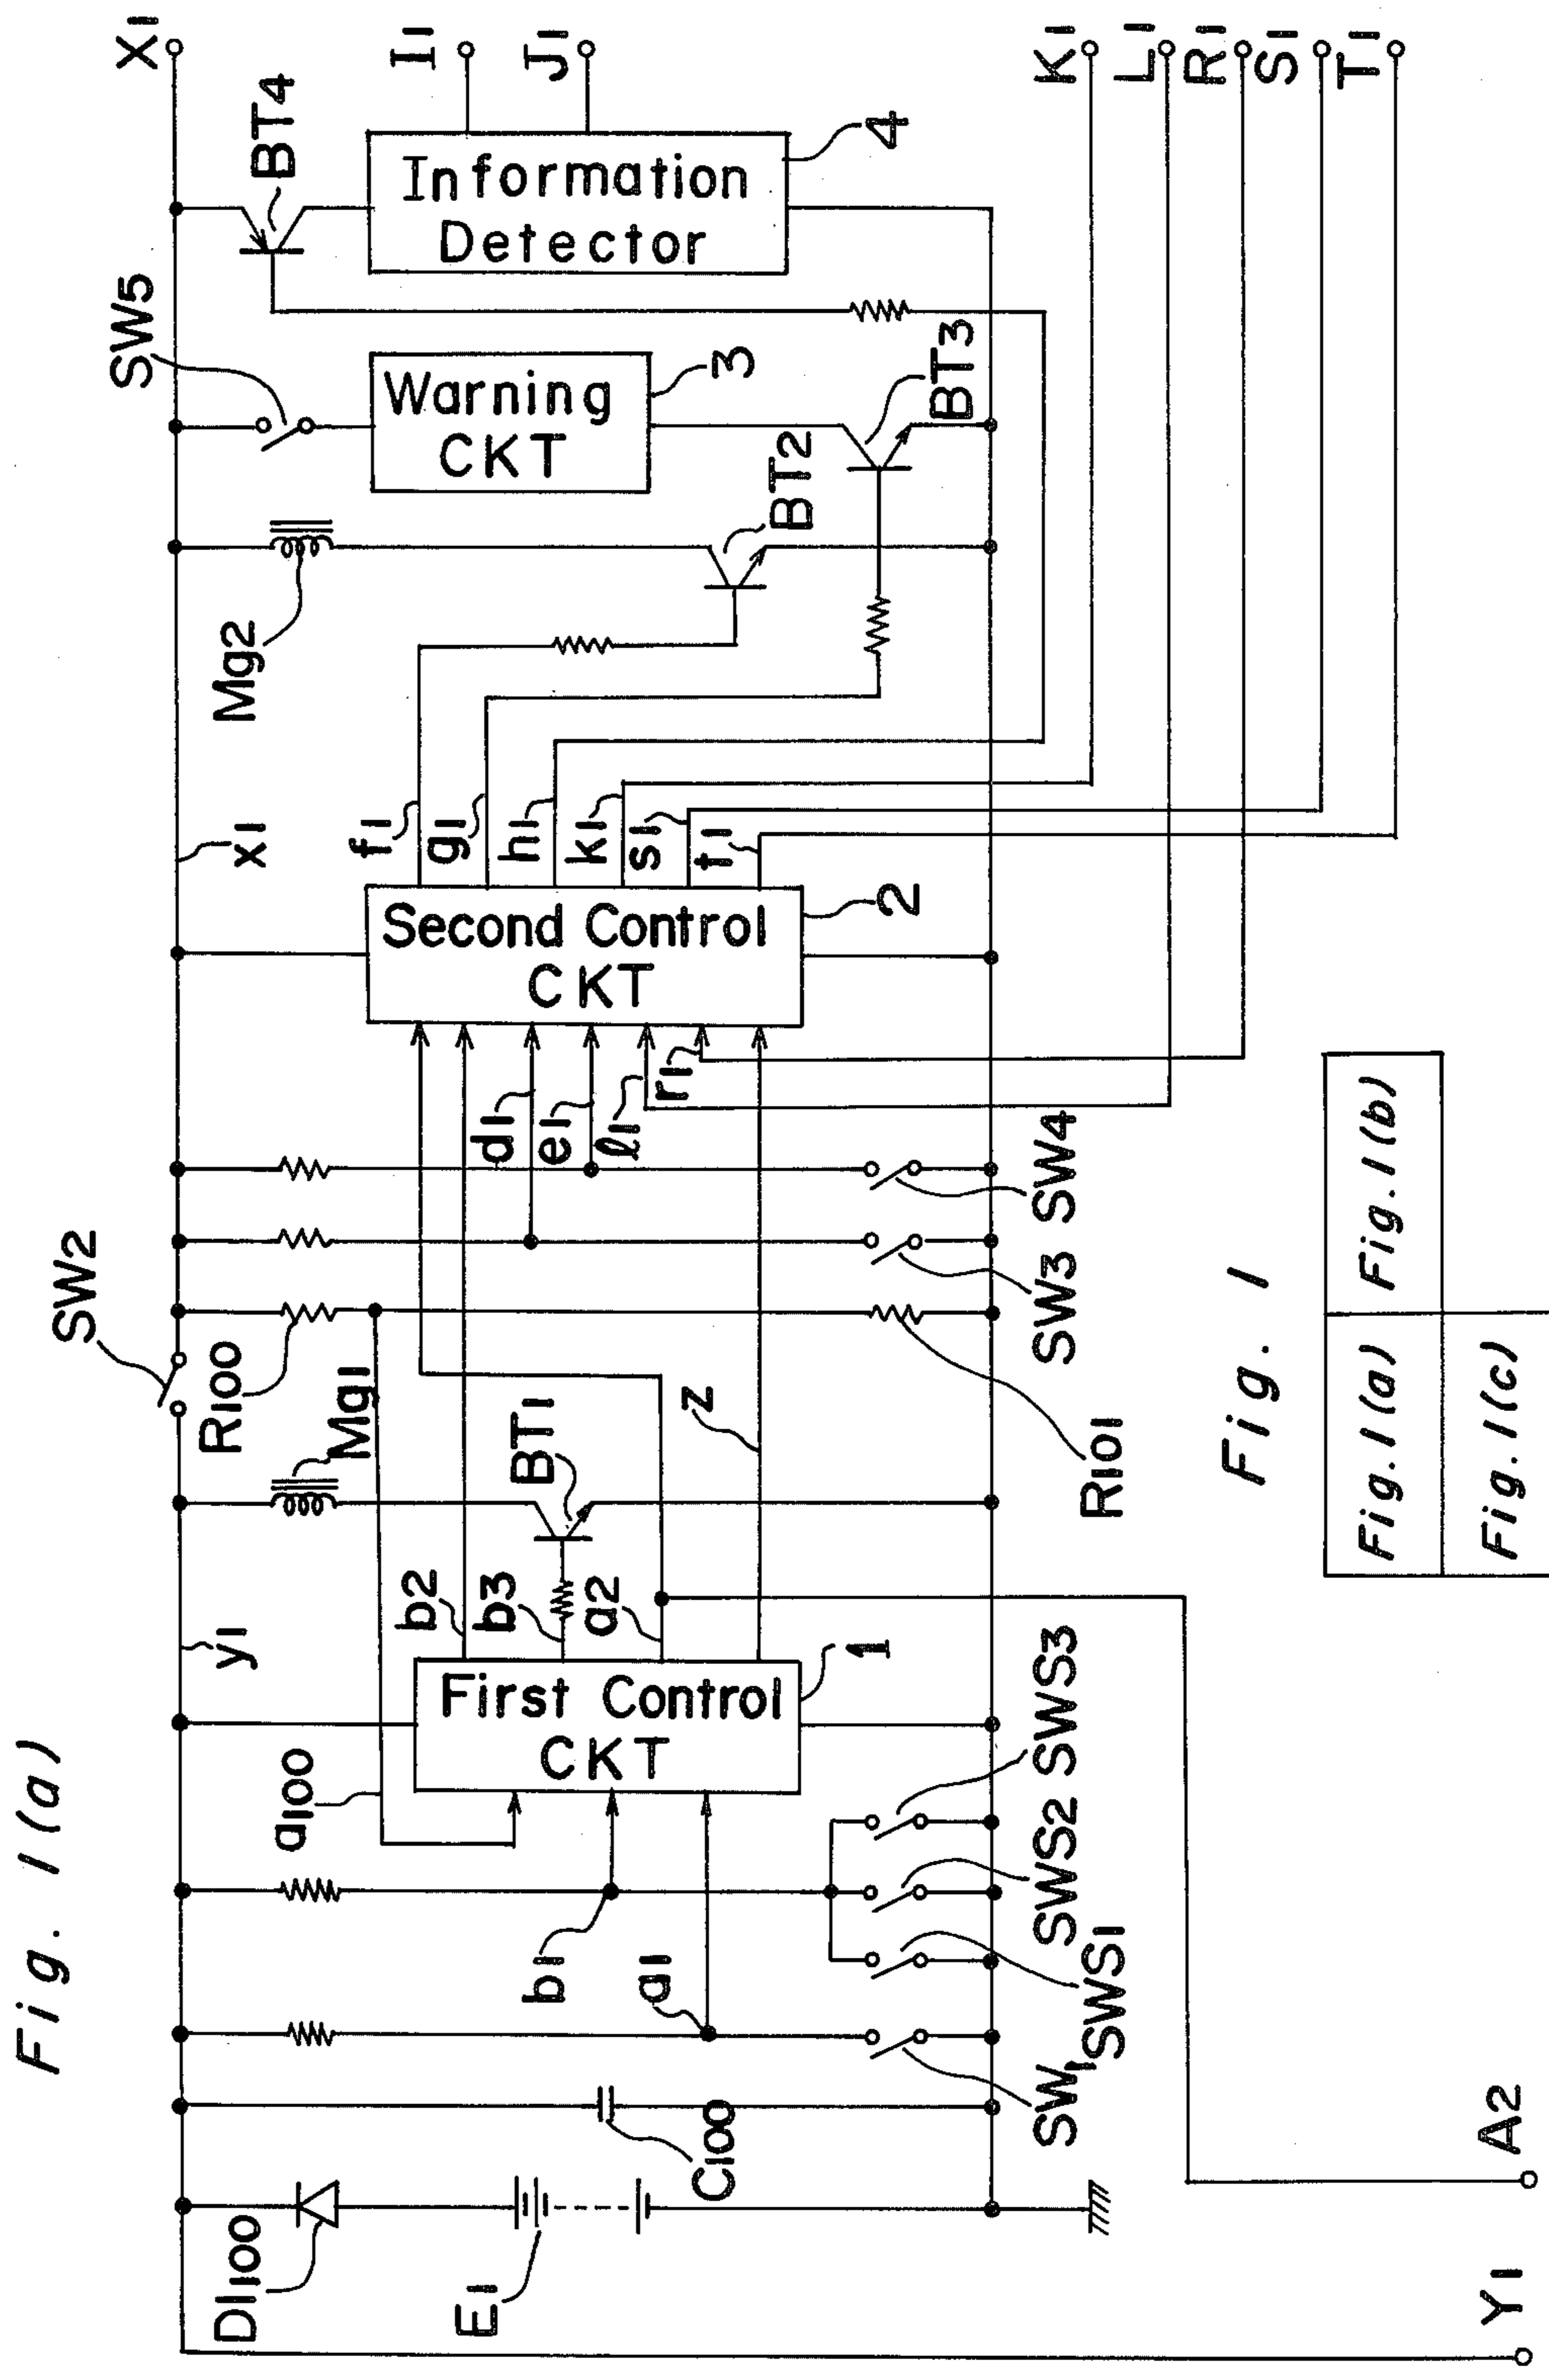 Fig. 1(a)
X1
I1
J1
K1
L1
R1
S1
T1
BT4
Information
Detector
4
SW5
Warning
CKT
3
BT3
BT2
Mg2
x1
f1
g1
h1
k1
s1
t1
Second Control
CKT
2
d1
e1
ℓ1
r1
SW4
SW3
SW2
R100
Mg1
BT1
z
R101
b2
b3
a2
y1
First Control
CKT
1
a100
b1
a1
SWS3
SWS2
SWS1
SW1
C100
DI100
E1
A2
Y1
Fig. 1
Fig.1(a) Fig.1(b)
Fig.1(c)